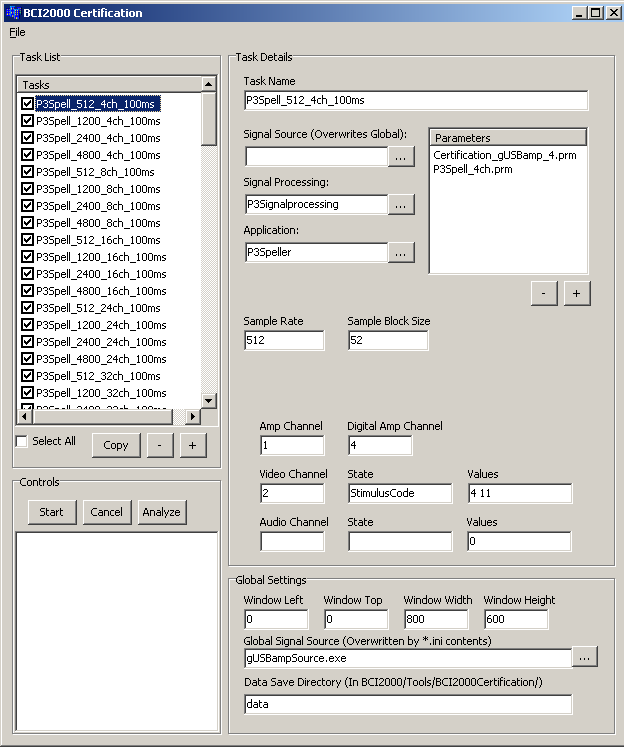 BCI2000 Certification
File
Task List
Tasks
P3Spell_512_4ch_100ms
P3Spell_1200_4ch_100ms
P3Spell_2400_4ch_100ms
P3Spell_4800_4ch_100ms
P3Spell_512_8ch_100ms
P3Spell_1200_8ch_100ms
P3Spell_2400_8ch_100ms
P3Spell_4800_8ch_100ms
P3Spell_512_16ch_100ms
P3Spell_1200_16ch_100ms
P3Spell_2400_16ch_100ms
P3Spell_4800_16ch_100ms
P3Spell_512_24ch_100ms
P3Spell_1200_24ch_100ms
P3Spell_2400_24ch_100ms
P3Spell_4800_24ch_100ms
P3Spell_512_32ch_100ms
P3Spell_1200_32ch_100ms
P3Spell_2400_32ch_100ms
Select All Copy - +
Controls
Start Cancel Analyze
Task Details
Task Name
P3Spell_512_4ch_100ms
Signal Source (Overwrites Global):
...
Signal Processing:
P3Signalprocessing ...
Application:
P3Speller ...
Parameters
Certification_gUSBamp_4.prm
P3Spell_4ch.prm
- +
Sample Rate Sample Block Size
512 52
Amp Channel Digital Amp Channel
1 4
Video Channel State Values
2 StimulusCode 4 11
Audio Channel State Values
0
Global Settings
Window Left Window Top Window Width Window Height
0 0 800 600
Global Signal Source (Overwritten by *.ini contents)
gUSBampSource.exe ...
Data Save Directory (In BCI2000/Tools/BCI2000Certification/)
data